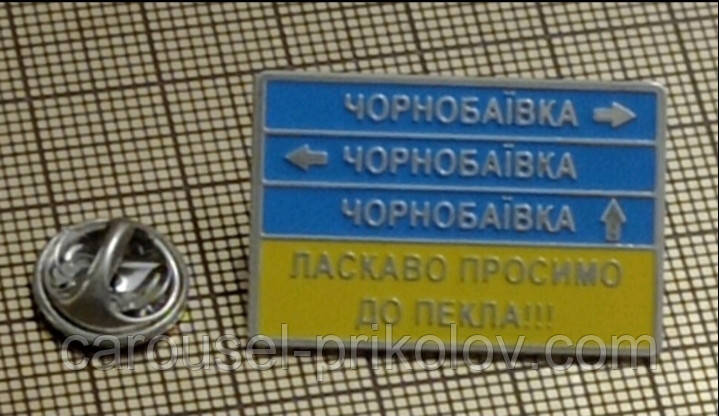 ЧОРНОБАЇВКА →
← ЧОРНОБАЇВКА
ЧОРНОБАЇВКА ↑
ЛАСКАВО ПРОСИМО
ДО ПЕКЛА!!!
carousel-prikolov.com